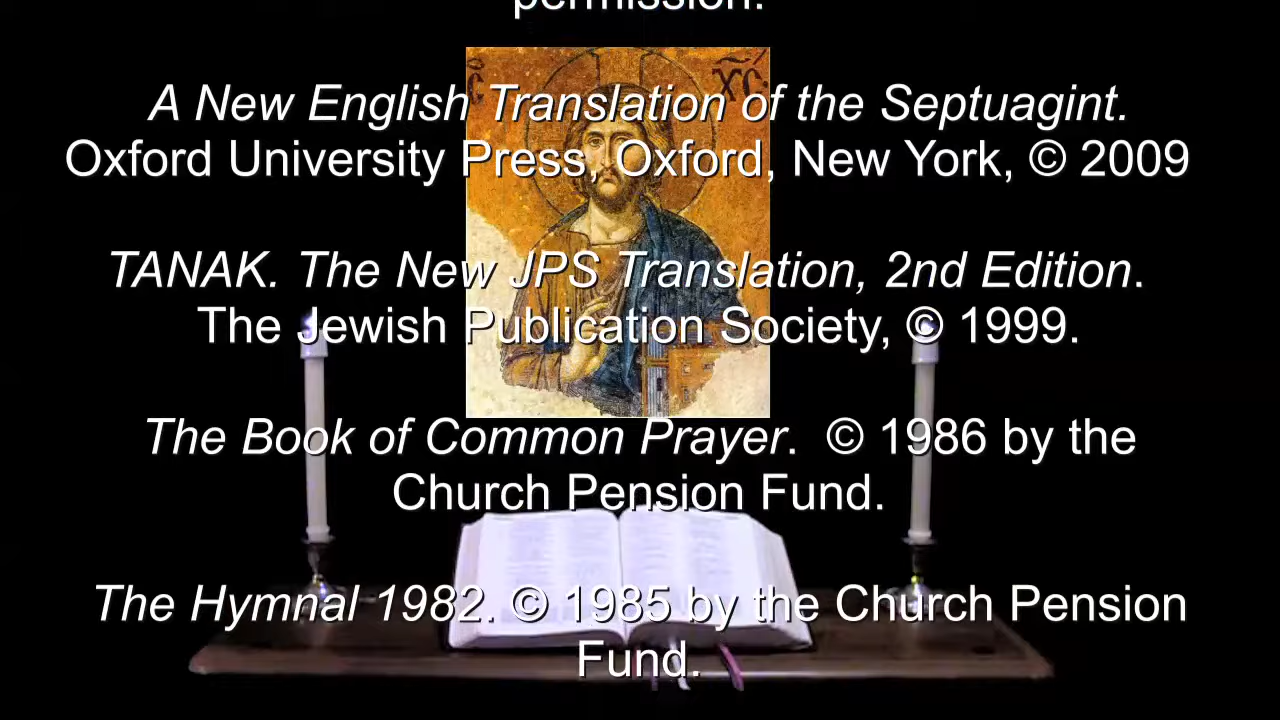 permission.
A New English Translation of the Septuagint.
Oxford University Press, Oxford, New York, © 2009
TANAK. The New JPS Translation, 2nd Edition.
The Jewish Publication Society, © 1999.
The Book of Common Prayer.  © 1986 by the
Church Pension Fund.
The Hymnal 1982. © 1985 by the Church Pension
Fund.